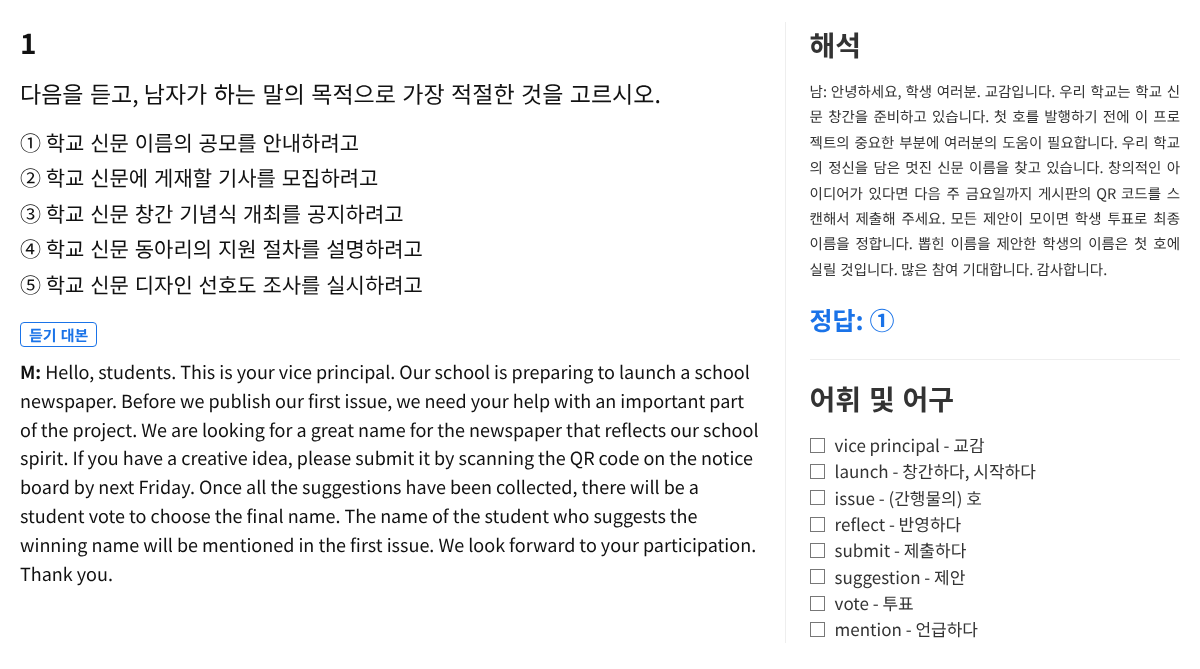 1
다음을 듣고, 남자가 하는 말의 목적으로 가장 적절한 것을 고르시오.
① 학교 신문 이름의 공모를 안내하려고
② 학교 신문에 게재할 기사를 모집하려고
③ 학교 신문 창간 기념식 개최를 공지하려고
④ 학교 신문 동아리의 지원 절차를 설명하려고
⑤ 학교 신문 디자인 선호도 조사를 실시하려고
듣기 대본
M: Hello, students. This is your vice principal. Our school is preparing to launch a school
newspaper. Before we publish our first issue, we need your help with an important part
of the project. We are looking for a great name for the newspaper that reflects our school
spirit. If you have a creative idea, please submit it by scanning the QR code on the notice
board by next Friday. Once all the suggestions have been collected, there will be a
student vote to choose the final name. The name of the student who suggests the
winning name will be mentioned in the first issue. We look forward to your participation.
Thank you.
해석
남: 안녕하세요, 학생 여러분. 교감입니다. 우리 학교는 학교 신
문 창간을 준비하고 있습니다. 첫 호를 발행하기 전에 이 프로
젝트의 중요한 부분에 여러분의 도움이 필요합니다. 우리 학교
의 정신을 담은 멋진 신문 이름을 찾고 있습니다. 창의적인 아
이디어가 있다면 다음 주 금요일까지 게시판의 QR 코드를 스
캔해서 제출해 주세요. 모든 제안이 모이면 학생 투표로 최종
이름을 정합니다. 뽑힌 이름을 제안한 학생의 이름은 첫 호에
실릴 것입니다. 많은 참여 기대합니다. 감사합니다.
정답: ①
어휘 및 어구
vice principal - 교감
launch - 창간하다, 시작하다
issue - (간행물의) 호
reflect - 반영하다
submit - 제출하다
suggestion - 제안
vote - 투표
mention - 언급하다